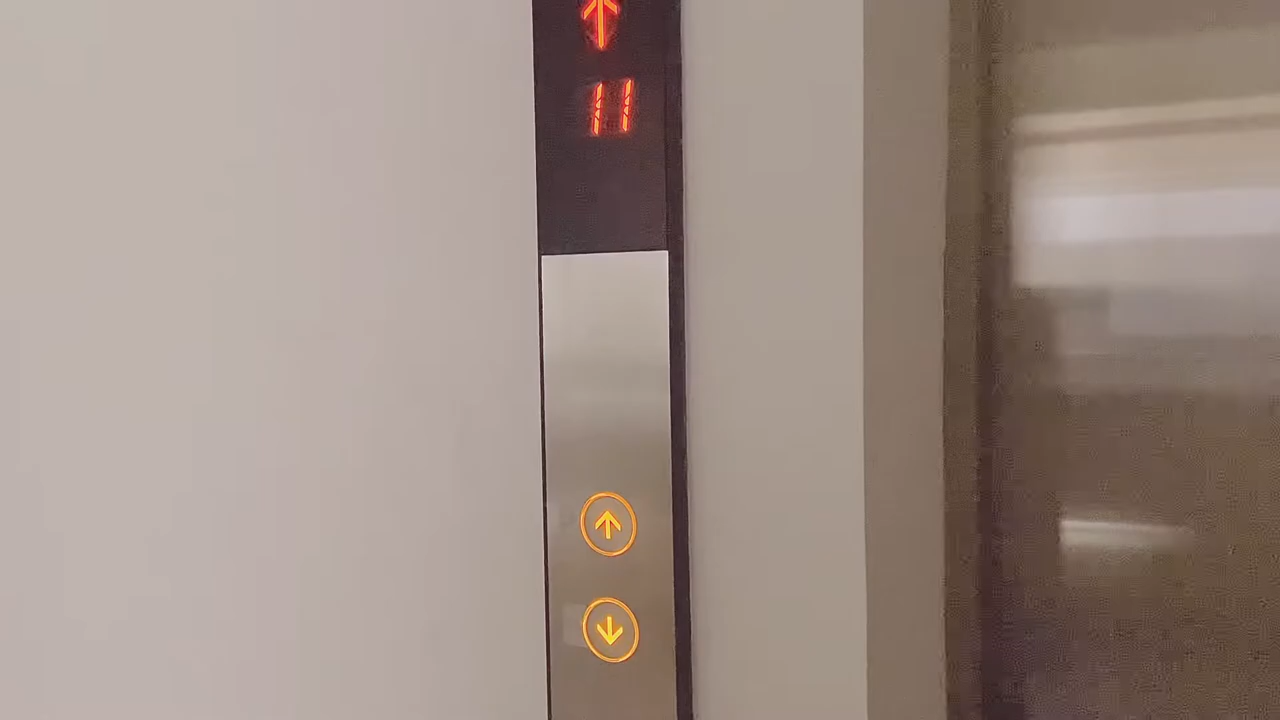 ↑
11
↑
↓